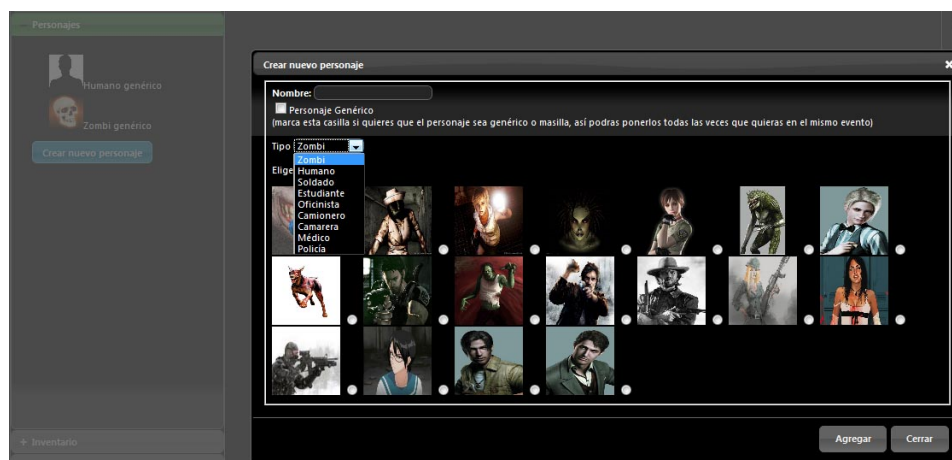 Personajes
Humano genérico
Zombi genérico
Crear nuevo personaje
+ Inventario
Crear nuevo personaje
Nombre:
Personaje Genérico
(marca esta casilla si quieres que el personaje sea genérico o masilla, así podras ponerlos todas las veces que quieras en el mismo evento)
Tipo Zombi
Zombi
Humano
Soldado
Estudiante
Oficinista
Camionero
Camarera
Médico
Policía
Elige
Agregar
Cerrar